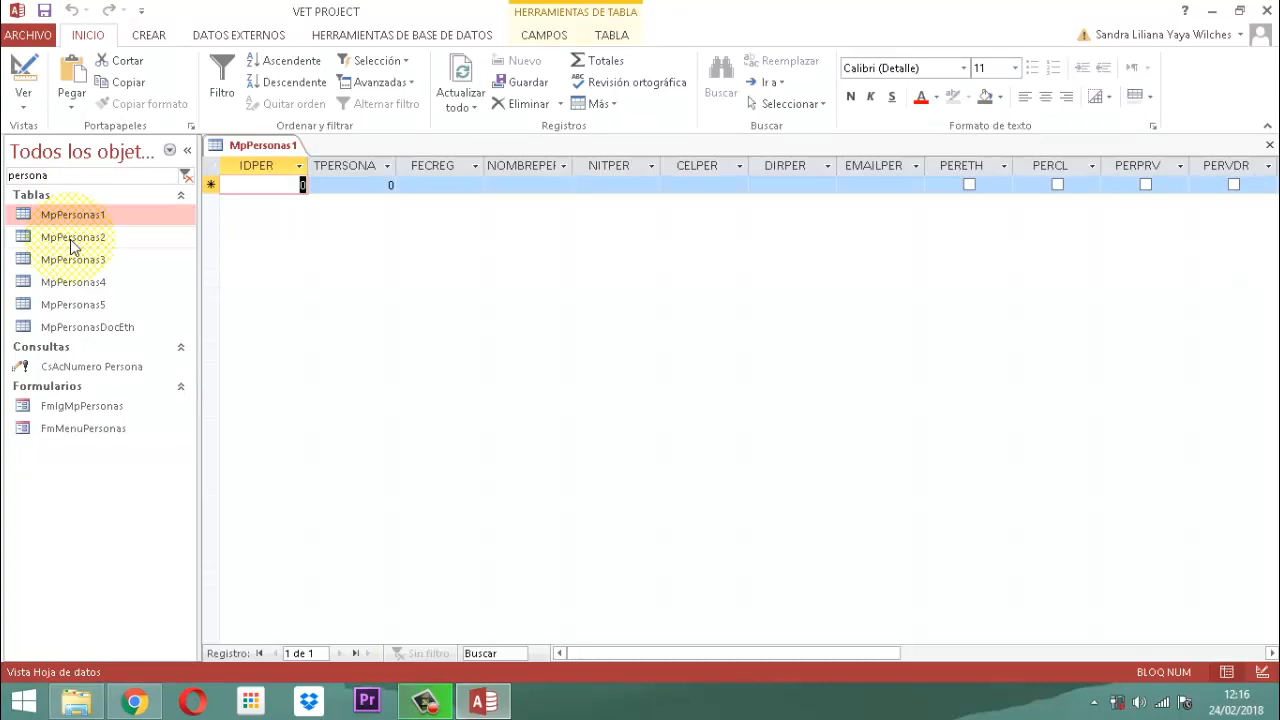 VET PROJECT
HERRAMIENTAS DE TABLA
?
ARCHIVO INICIO CREAR DATOS EXTERNOS HERRAMIENTAS DE BASE DE DATOS CAMPOS TABLA Sandra Liliana Yaya Wilches
Ver
Vistas
Pegar
Cortar
Copiar
Copiar formato
Portapapeles
Filtro
Ascendente
Descendente
Quitar orden
Selección
Avanzadas
Alternar filtro
Ordenar y filtrar
Actualizar
todo
Nuevo
Guardar
Eliminar
Totales
Revisión ortográfica
Más
Registros
Buscar
Reemplazar
Ir a
Seleccionar
Buscar
Calibri (Detalle) 11
N K S
Formato de texto
Todos los objet...
persona
Tablas
MpPersonas1
MpPersonas2
MpPersonas3
MpPersonas4
MpPersonas5
MpPersonasDocEth
Consultas
CsAcNumero Persona
Formularios
FmIgMpPersonas
FmMenuPersonas
MpPersonas1
IDPER TPERSONA FECREG NOMBREPER NITPER CELPER DIRPER EMAILPER PERETH PERCL PERPRV PERVDR
0 0
Registro: 1 de 1 Sin filtro Buscar
Vista Hoja de datos BLOQ NUM
Pr
12:16
24/02/2018